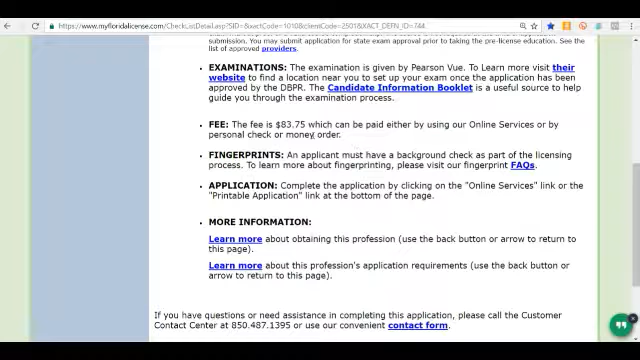 www.myfloridalicense.com/CheckListDetail.asp?SID=&xactCode=1010&clientCode=2501&XACT_DEFN_ID=744
submission. You may submit application for state exam approval prior to taking the pre-license education. See the
list of approved providers.
EXAMINATIONS: The examination is given by Pearson Vue. To Learn more visit their
website to find a location near you to set up your exam once the application has been
approved by the DBPR. The Candidate Information Booklet is a useful source to help
guide you through the examination process.
FEE: The fee is $83.75 which can be paid either by using our Online Services or by
personal check or money order.
FINGERPRINTS: An applicant must have a background check as part of the licensing
process. To learn more about fingerprinting, please visit our fingerprint FAQs.
APPLICATION: Complete the application by clicking on the "Online Services" link or the
"Printable Application" link at the bottom of the page.
MORE INFORMATION:
Learn more about obtaining this profession (use the back button or arrow to return to
this page).
Learn more about this profession's application requirements (use the back button or
arrow to return to this page).
If you have questions or need assistance in completing this application, please call the Customer
Contact Center at 850.487.1395 or use our convenient contact form.